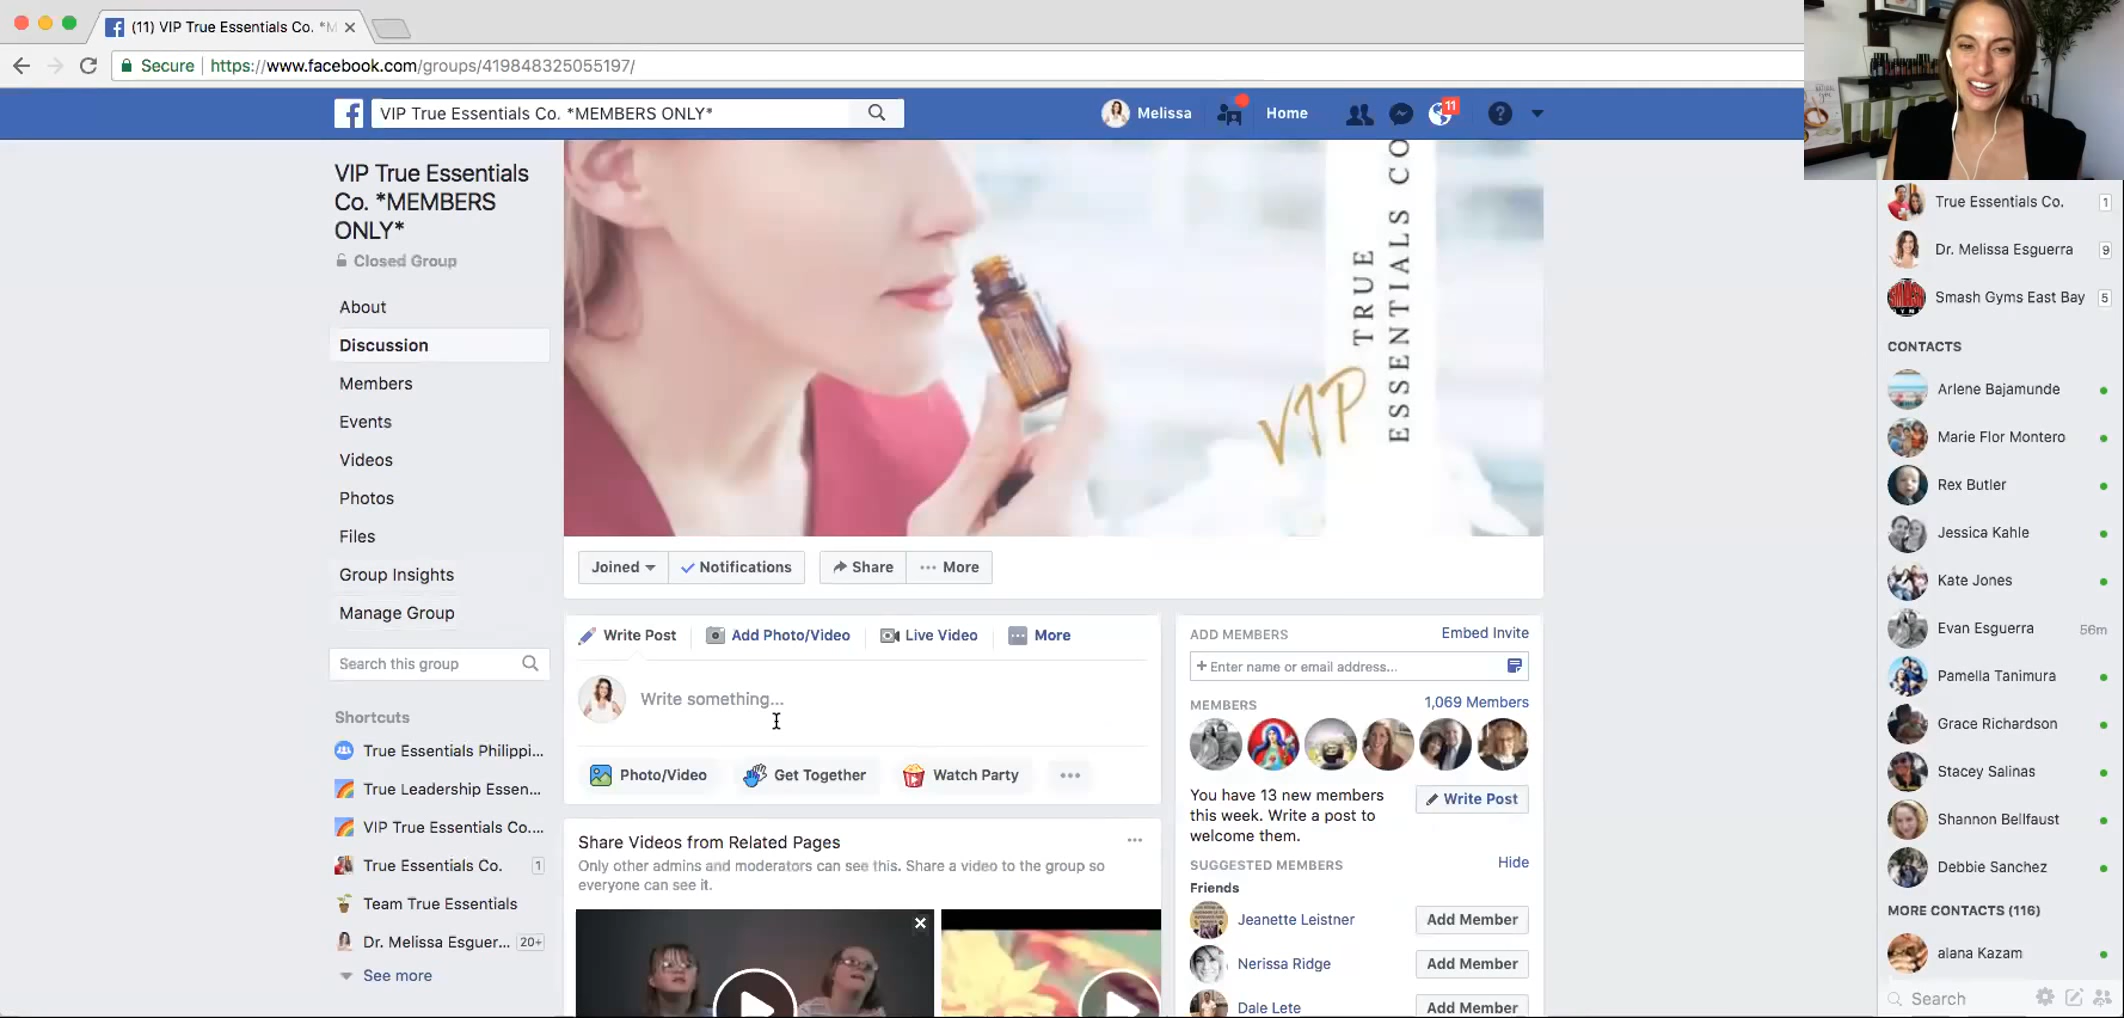 (11) VIP True Essentials Co. *M
Secure | https://www.facebook.com/groups/419848325055197/
VIP True Essentials Co. *MEMBERS ONLY*
Melissa
Home
11
?
VIP True Essentials
Co. *MEMBERS
ONLY*
Closed Group
About
Discussion
Members
Events
Videos
Photos
Files
Group Insights
Manage Group
Search this group
Shortcuts
True Essentials Philippi...
True Leadership Essen...
VIP True Essentials Co....
True Essentials Co. 1
Team True Essentials
Dr. Melissa Esguer... 20+
See more
TRUE
ESSENTIALS CO
VIP
Joined
Notifications
Share
More
Write Post
Add Photo/Video
Live Video
More
Write something...
Photo/Video
Get Together
Watch Party
Share Videos from Related Pages
Only other admins and moderators can see this. Share a video to the group so
everyone can see it.
ADD MEMBERS
Embed Invite
+ Enter name or email address...
MEMBERS
1,069 Members
You have 13 new members
this week. Write a post to
welcome them.
Write Post
SUGGESTED MEMBERS
Hide
Friends
Jeanette Leistner
Add Member
Nerissa Ridge
Add Member
Dale Lete
Add Member
True Essentials Co. 1
Dr. Melissa Esguerra 9
Smash Gyms East Bay 5
CONTACTS
Arlene Bajamunde
Marie Flor Montero
Rex Butler
Jessica Kahle
Kate Jones
Evan Esguerra 56m
Pamella Tanimura
Grace Richardson
Stacey Salinas
Shannon Bellfaust
Debbie Sanchez
MORE CONTACTS (116)
alana Kazam
Search